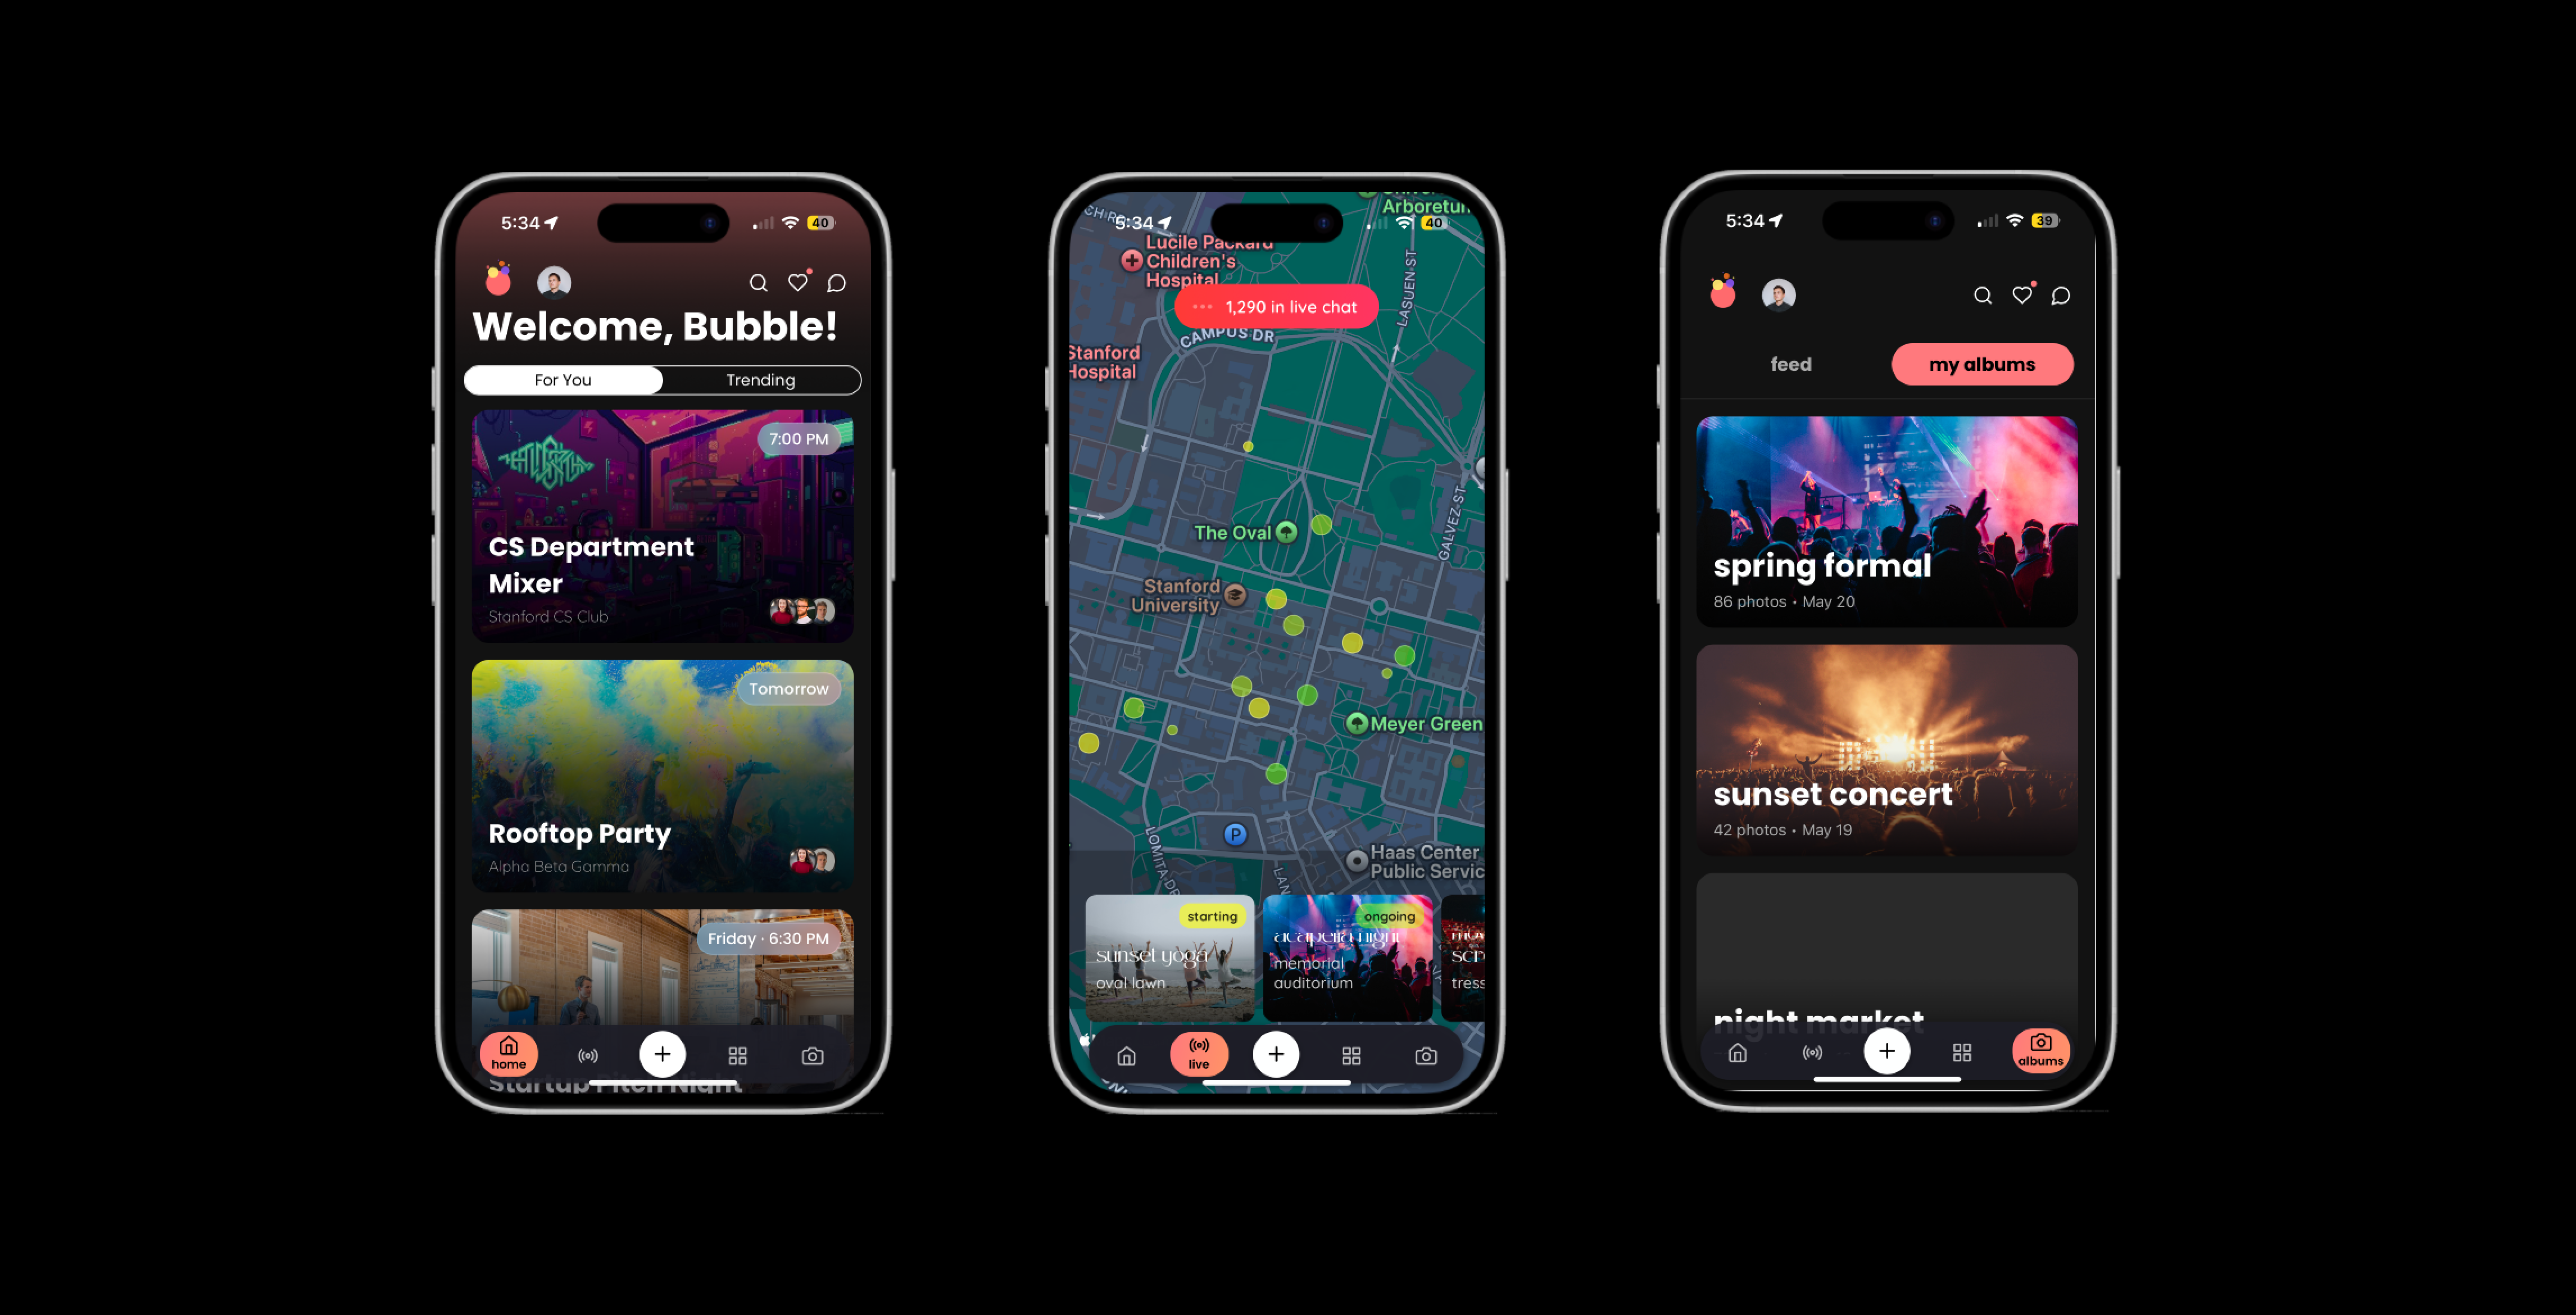 5:34
40
Welcome, Bubble!
For You
Trending
7:00 PM
CS Department
Mixer
Stanford CS Club
Tomorrow
Rooftop Party
Alpha Beta Gamma
Friday · 6:30 PM
home
Startup Pitch Night
5:34
40
Arboretum
Lucile Packard
Children's
Hospital
1,290 in live chat
CAMPUS DR
LASUEN ST
Stanford
Hospital
GALVEZ ST
The Oval
Stanford
University
Meyer Green
P
LOMITA DR
Haas Center
Public Servic
LAN
starting
sunset yoga
oval lawn
ongoing
acapella night
memorial
auditorium
scr
tress
live
5:34
39
feed
my albums
spring formal
86 photos • May 20
sunset concert
42 photos • May 19
night market
albums